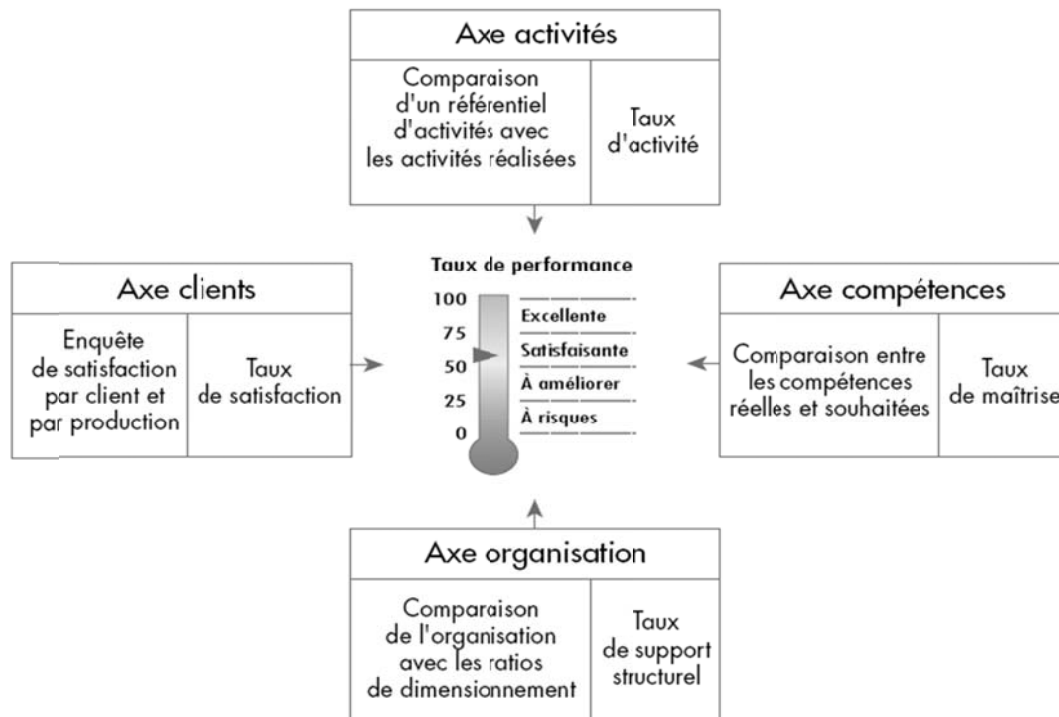 Axe activités
Comparaison
d'un référentiel
d'activités avec
les activités réalisées
Taux
d'activité
Axe clients
Enquête
de satisfaction
par client et
par production
Taux
de satisfaction
Taux de performance
100
Excellente
75
Satisfaisante
50
À améliorer
25
À risques
0
Axe compétences
Comparaison entre
les compétences
réelles et souhaitées
Taux
de maîtrise
Axe organisation
Comparaison
de l'organisation
avec les ratios
de dimensionnement
Taux
de support
structurel